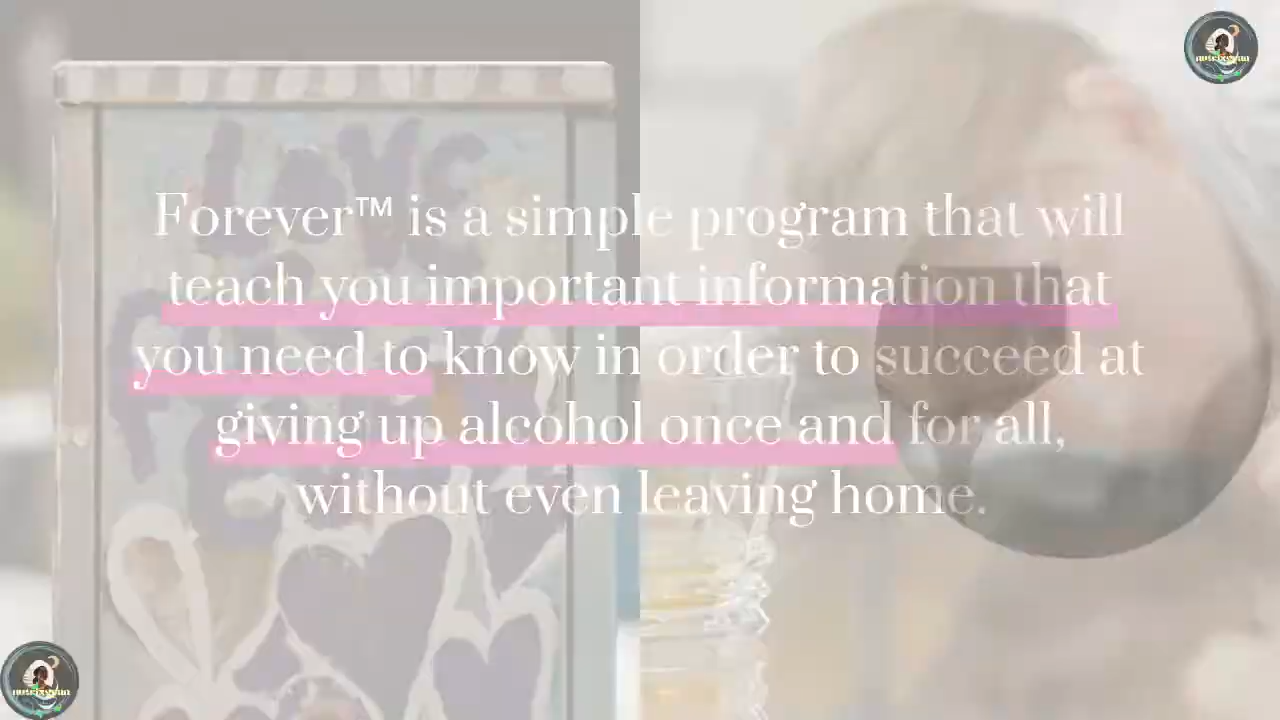 Forever™ is a simple program that will
teach you important information that
you need to know in order to succeed at
giving up alcohol once and for all,
without even leaving home.